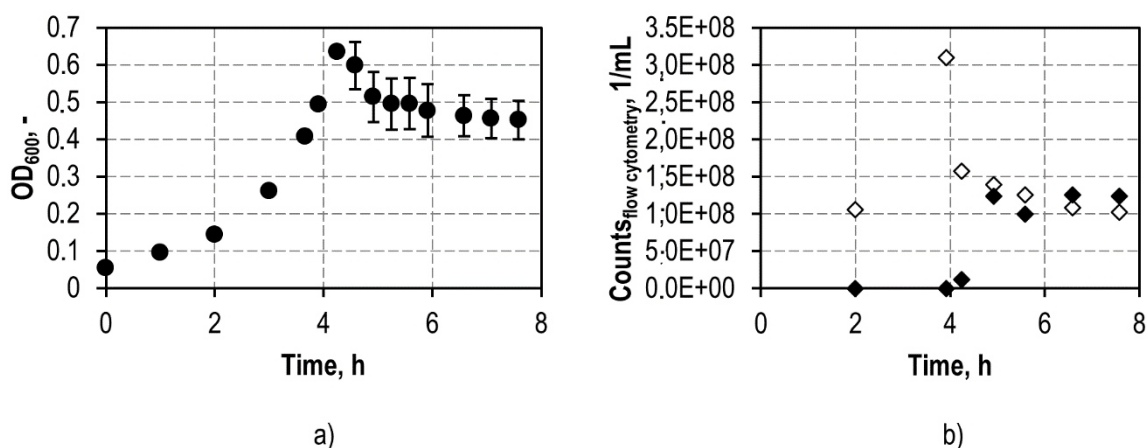 0.7
0.6
0.5
0.4
0.3
0.2
0.1
0
OD600, -
0
2
4
6
8
Time, h
a)
3,5E+08
3,0E+08
2,5E+08
2,0E+08
1,5E+08
1,0E+08
5,0E+07
0,0E+00
Countsflow cytometry, 1/mL
0
2
4
6
8
Time, h
b)